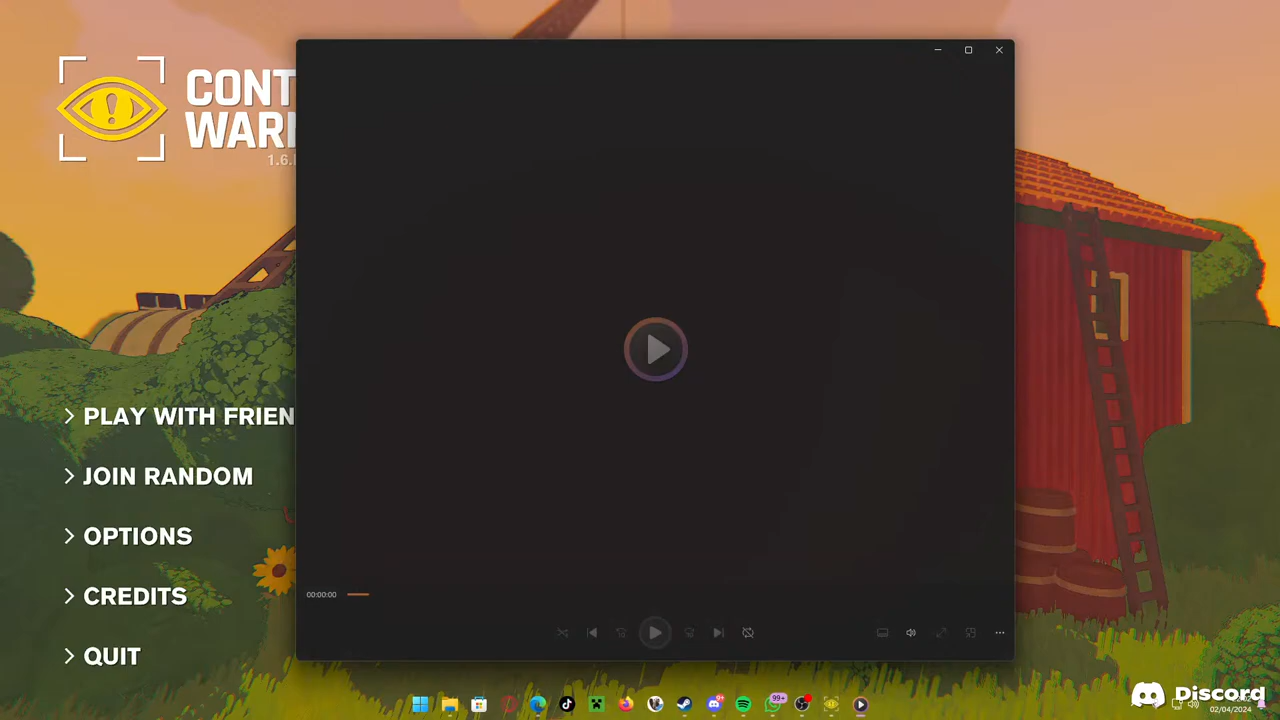 CONT
WAR
1.6.
PLAY WITH FRIEN
JOIN RANDOM
OPTIONS
CREDITS
QUIT
00:00:00
99+
9+
Discord
02/04/2024